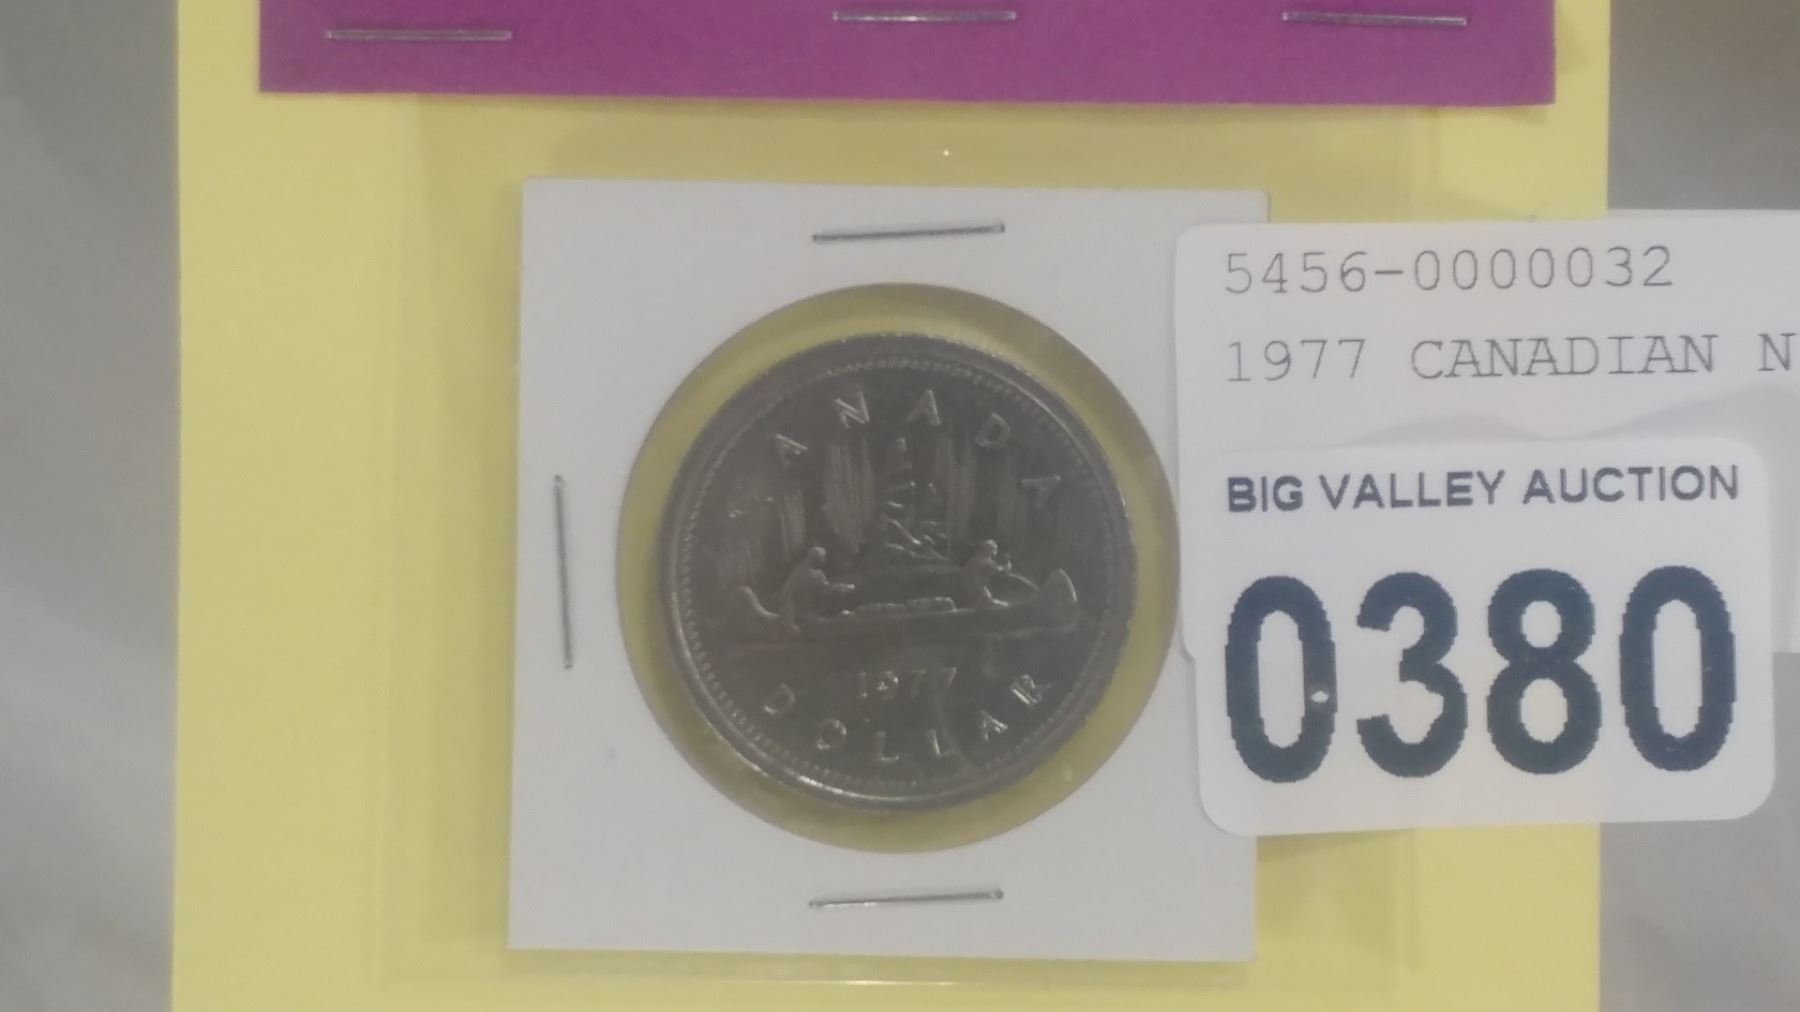 5456-0000032
1977 CANADIAN N
BIG VALLEY AUCTION
0380
CANADA
1977
DOLLAR